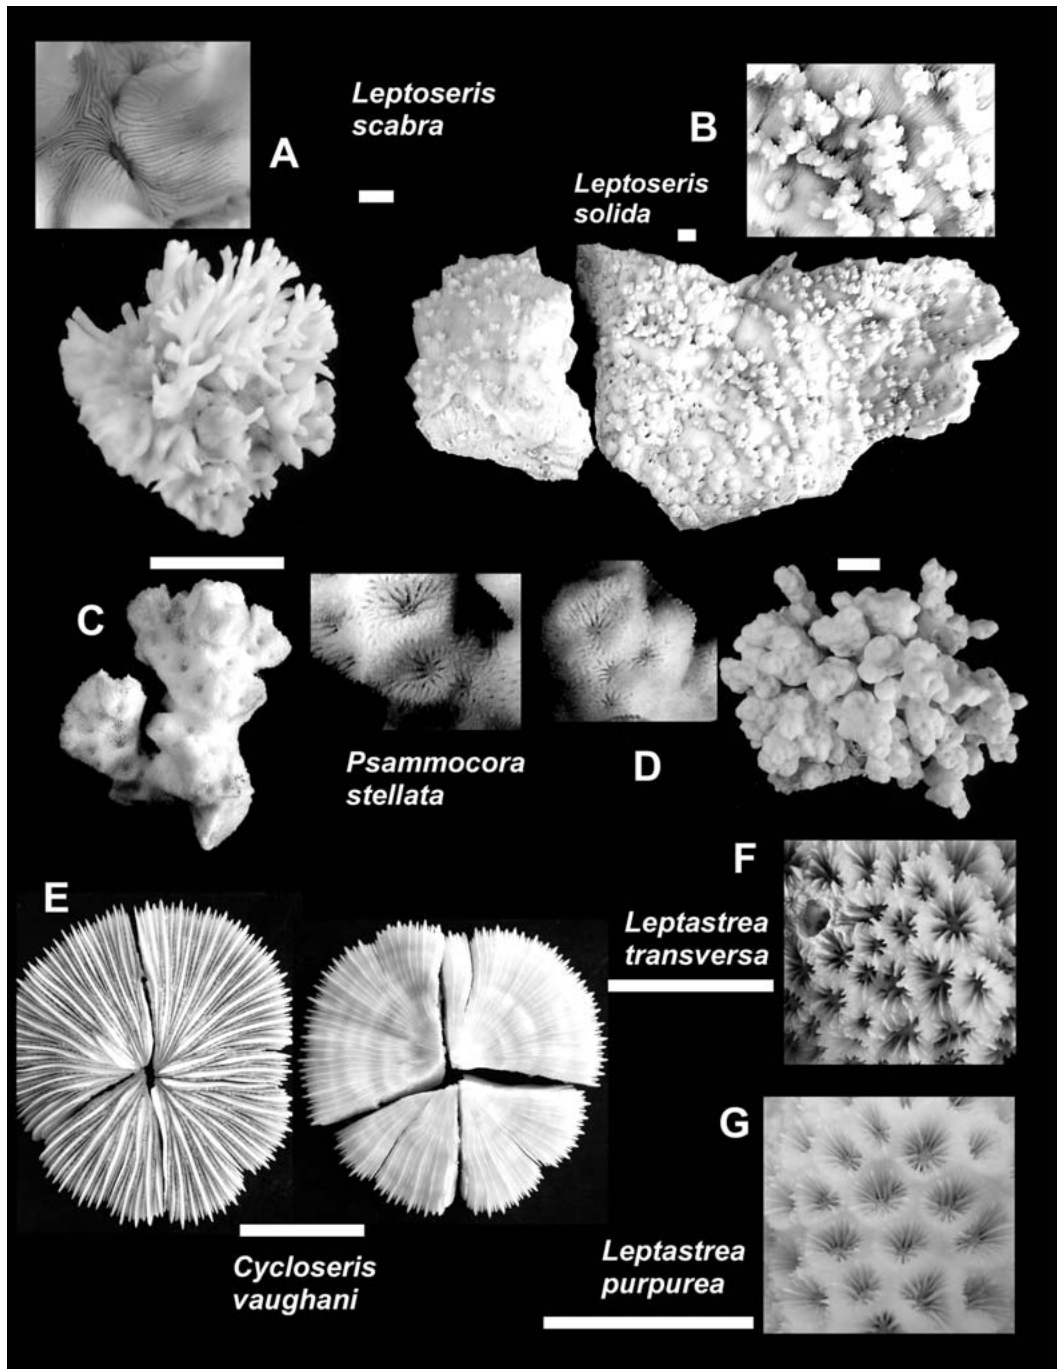 Leptoseris
scabra
A
B
Leptoseris
solida
C
Psammocora
stellata
D
E
F
Leptastrea
transversa
G
Cycloseris
vaughani
Leptastrea
purpurea